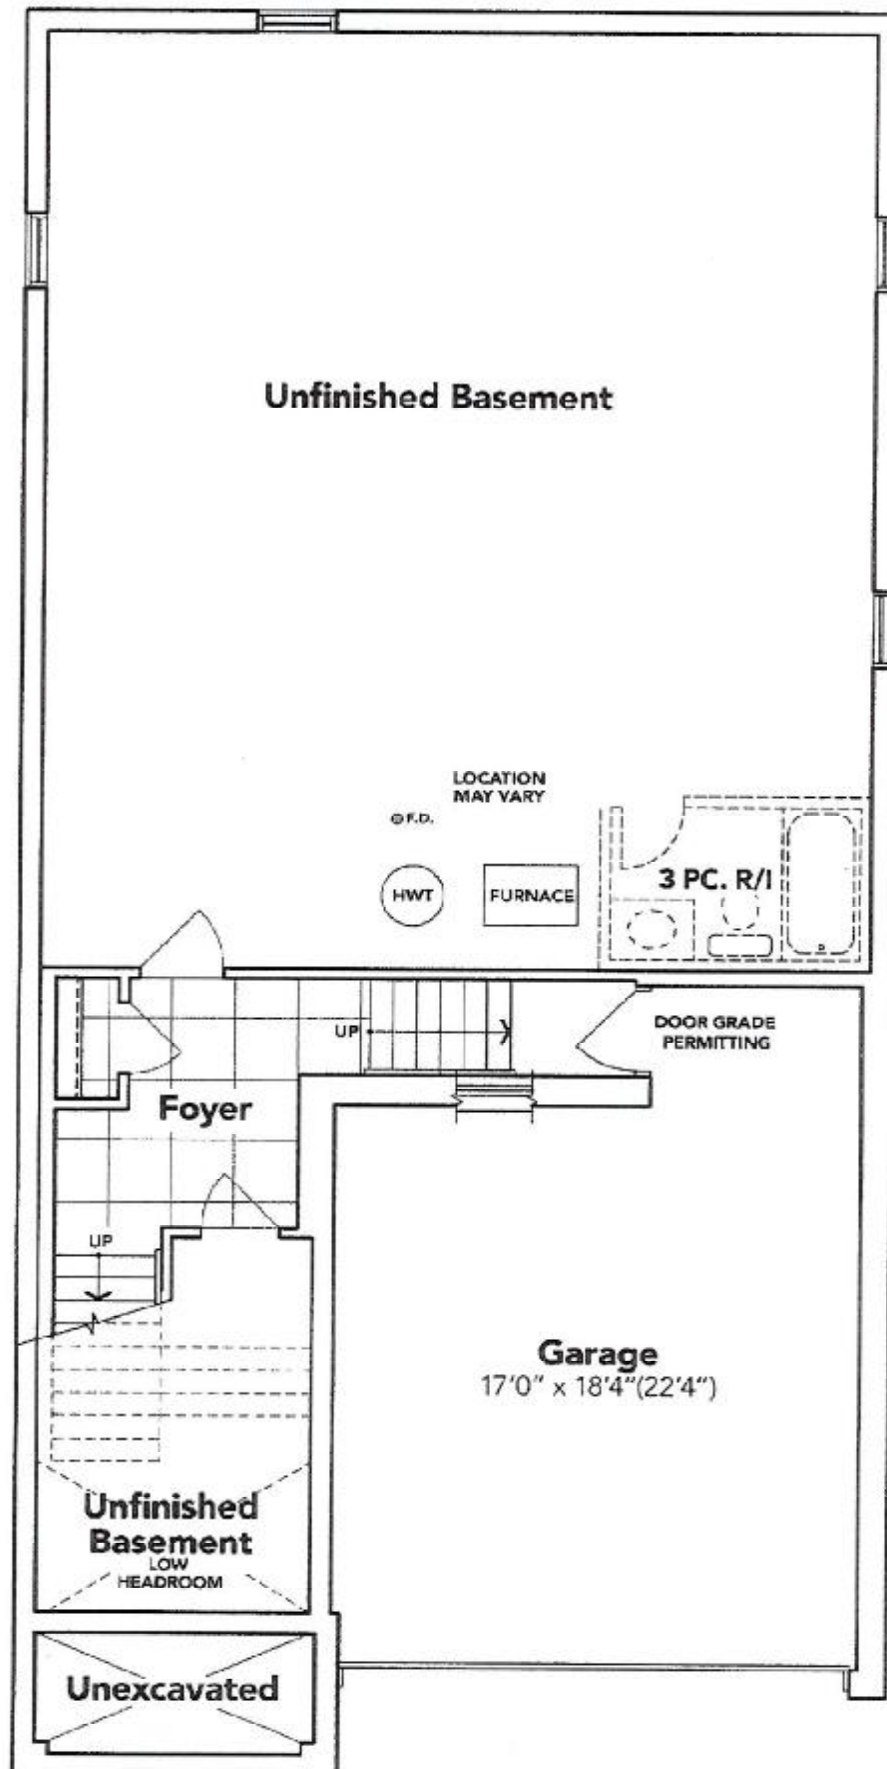 Unfinished Basement
LOCATION
MAY VARY
F.D.
HWT
FURNACE
3 PC. R/I
UP
DOOR GRADE
PERMITTING
Foyer
UP
Garage
17'0" x 18'4"(22'4")
Unfinished
Basement
LOW
HEADROOM
Unexcavated